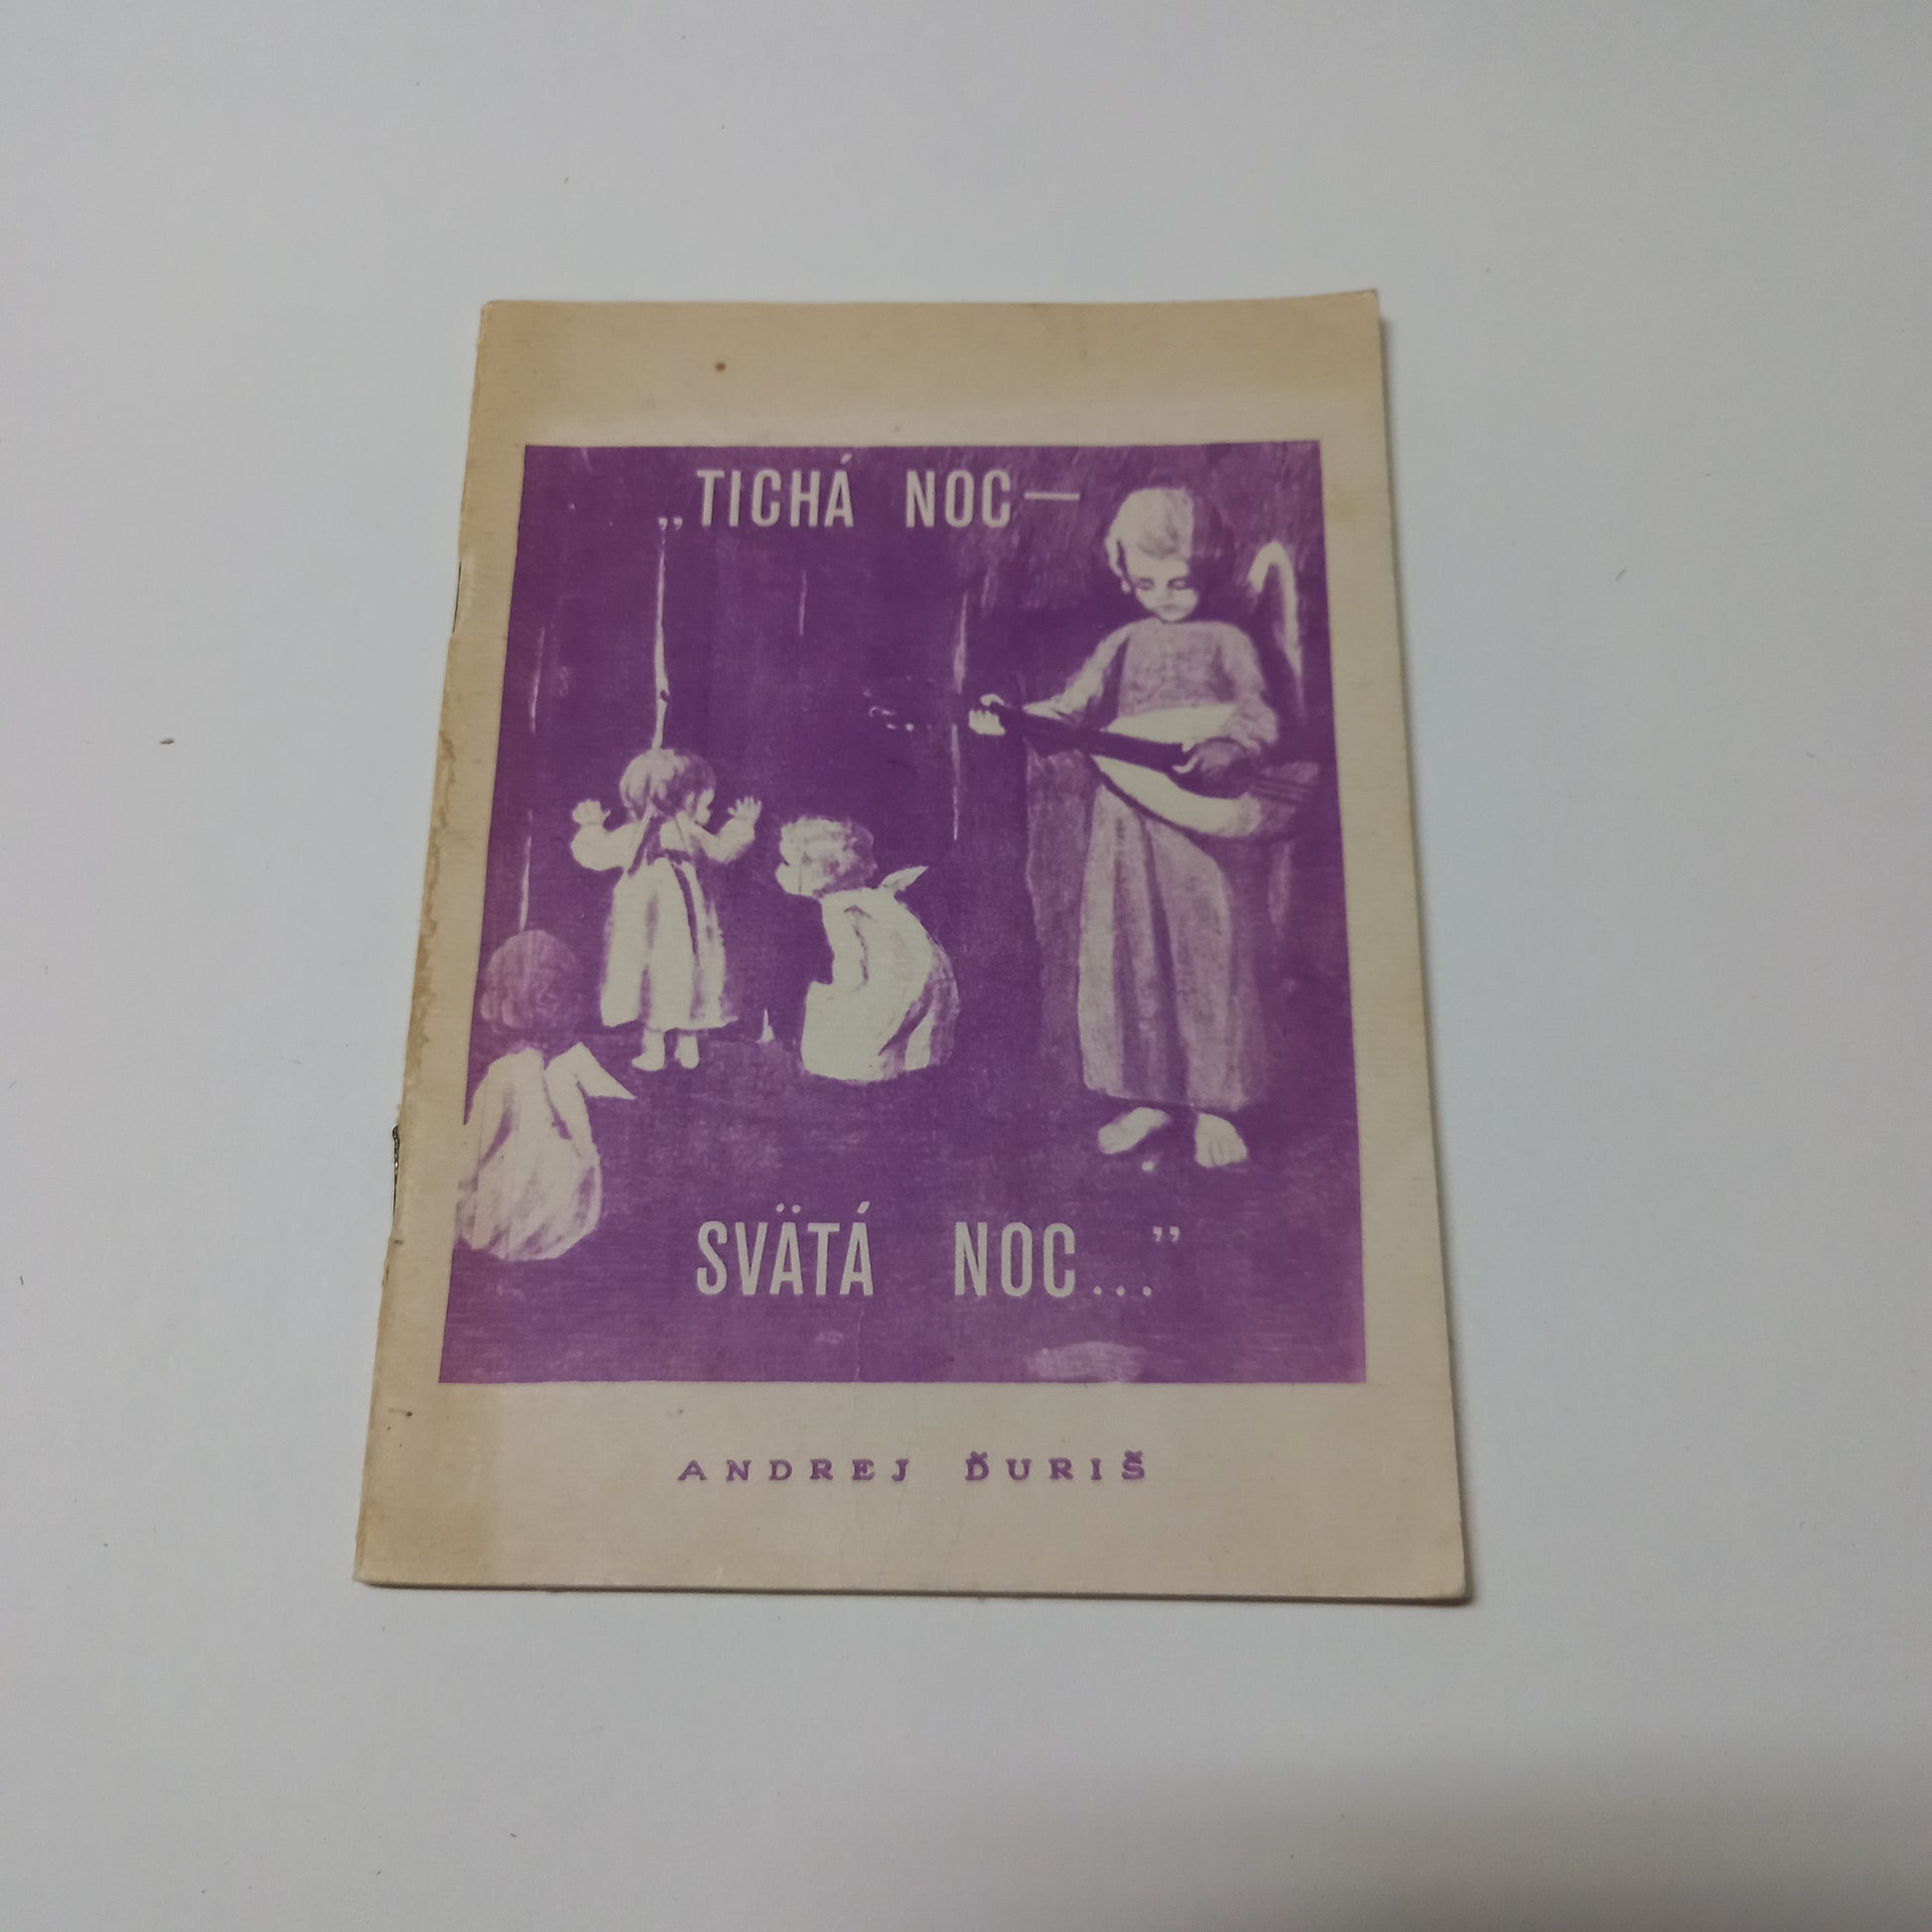 „TICHÁ NOC—
SVÄTÁ NOC...”
ANDREJ ĎURIŠ